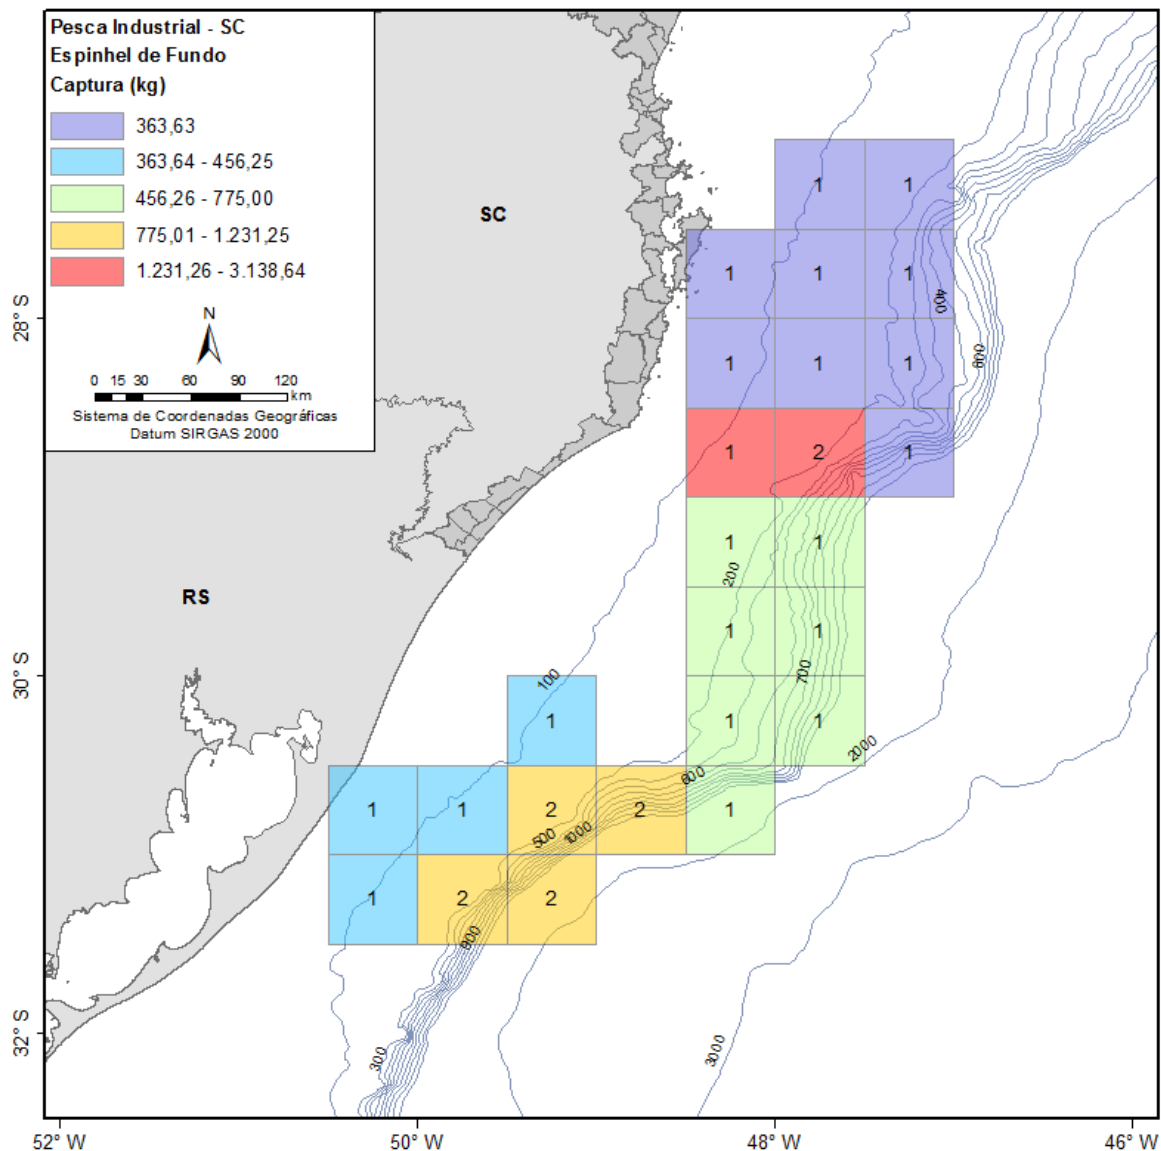 Pesca Industrial - SC
Espinhel de Fundo
Captura (kg)
363,63
363,64 - 456,25
456,26 - 775,00
775,01 - 1.231,25
1.231,26 - 3.138,64
N
0 15 30 60 90 120
km
Sistema de Coordenadas Geográficas
Datum SIRGAS 2000
SC
RS
1 1
1 1 1
400
800
1 1 1
1 2 1
1 1
200
1 1
700
100
1 1 1
2000
600
1 1 2 2 1
500 1000
1 2 2
900
300
3000
28° S
30° S
32° S
52° W 50° W 48° W 46° W